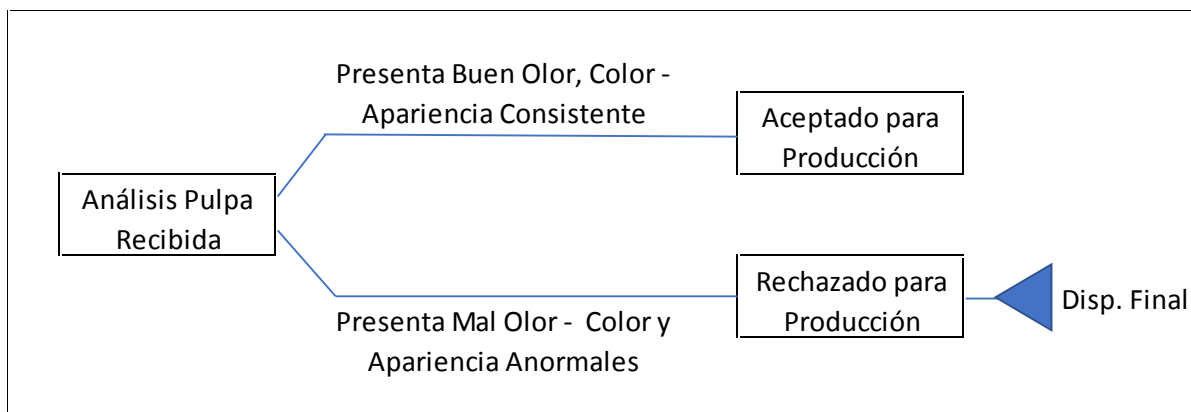 Presenta Buen Olor, Color -
Apariencia Consistente
Aceptado para
Producción
Análisis Pulpa
Recibida
Rechazado para
Producción
Disp. Final
Presenta Mal Olor -  Color y
Apariencia Anormales